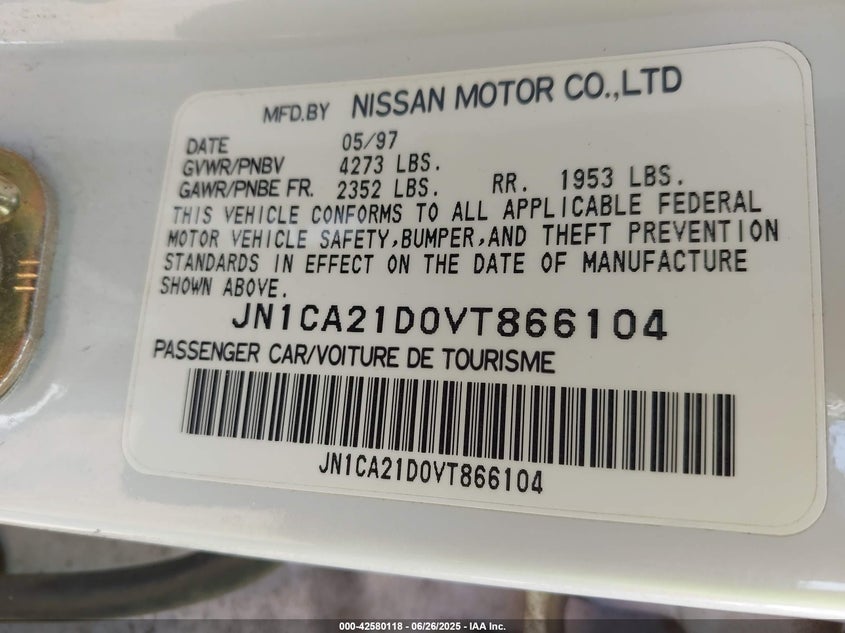 MFD.BY NISSAN MOTOR CO.,LTD
DATE 05/97
GVWR/PNBV 4273 LBS.
GAWR/PNBE FR. 2352 LBS. RR. 1953 LBS.
THIS VEHICLE CONFORMS TO ALL APPLICABLE FEDERAL
MOTOR VEHICLE SAFETY,BUMPER,AND THEFT PREVENTION
STANDARDS IN EFFECT ON THE DATE OF MANUFACTURE
SHOWN ABOVE.
JN1CA21D0VT866104
PASSENGER CAR/VOITURE DE TOURISME
JN1CA21D0VT866104
000-42580118 - 06/26/2025 - IAA Inc.